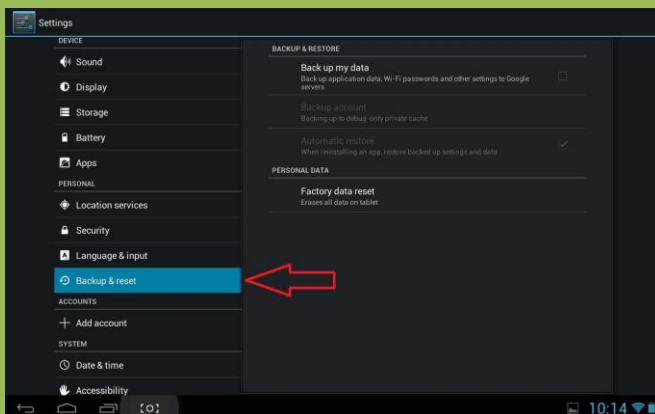 Settings
DEVICE
Sound
Display
Storage
Battery
Apps
PERSONAL
Location services
Security
Language & input
Backup & reset
ACCOUNTS
Add account
SYSTEM
Date & time
Accessibility
BACKUP & RESTORE
Back up my data
Back up application data, Wi-Fi passwords and other settings to Google
servers
Backup account
Backing up to debug-only private cache
Automatic restore
When reinstalling an app, restore backed up settings and data
PERSONAL DATA
Factory data reset
Erases all data on tablet
10:14